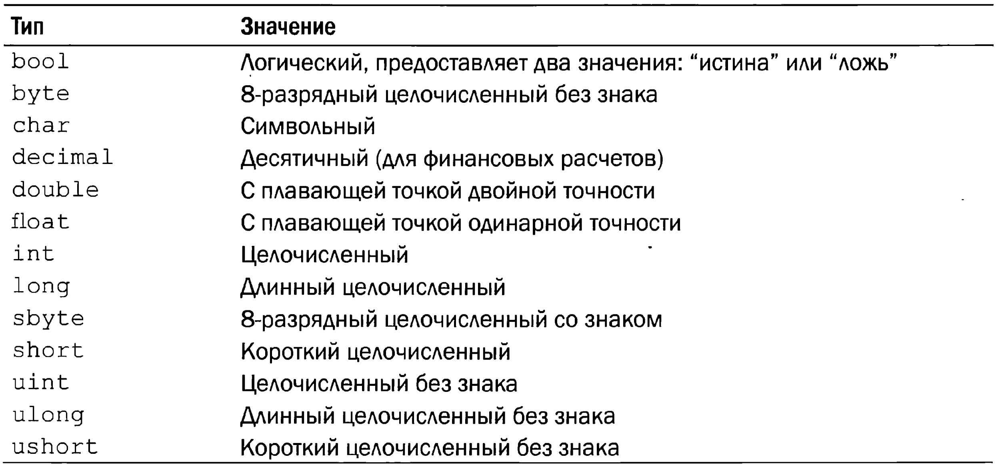 Тип Значение
bool Логический, предоставляет два значения: “истина” или “ложь”
byte 8-разрядный целочисленный без знака
char Символьный
decimal Десятичный (для финансовых расчетов)
double С плавающей точкой двойной точности
float С плавающей точкой одинарной точности
int Целочисленный
long Длинный целочисленный
sbyte 8-разрядный целочисленный со знаком
short Короткий целочисленный
uint Целочисленный без знака
ulong Длинный целочисленный без знака
ushort Короткий целочисленный без знака